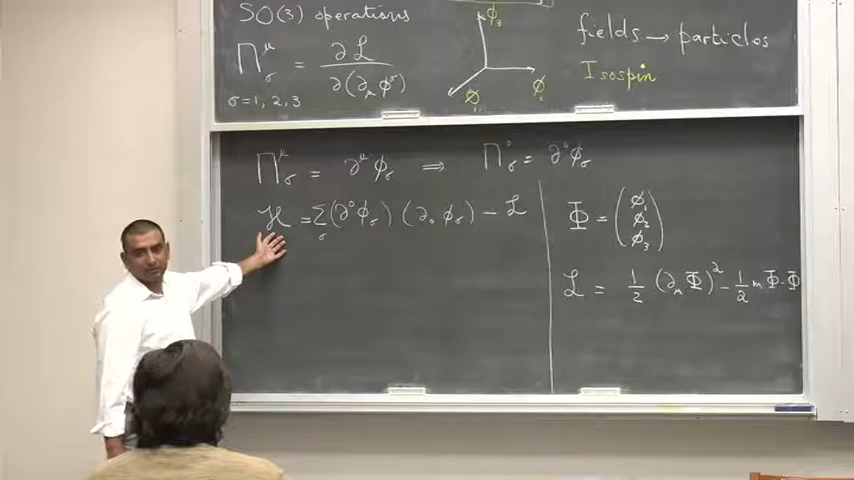 SO(3) operations
Π^μ_σ = ∂ℒ / ∂(∂_μ φ^σ)
σ=1, 2, 3
φ_3
φ_2
fields → particles
Isospin
Π^μ_σ = ∂^μ φ_σ ⇒ Π^0_σ = ∂^0 φ_σ
ℋ = Σ_σ (∂^0 φ_σ) (∂_0 φ_σ) − ℒ
Φ = (φ_1 φ_2 φ_3)
ℒ = 1/2 (∂_μ Φ)^2 − 1/2 m Φ·Φ